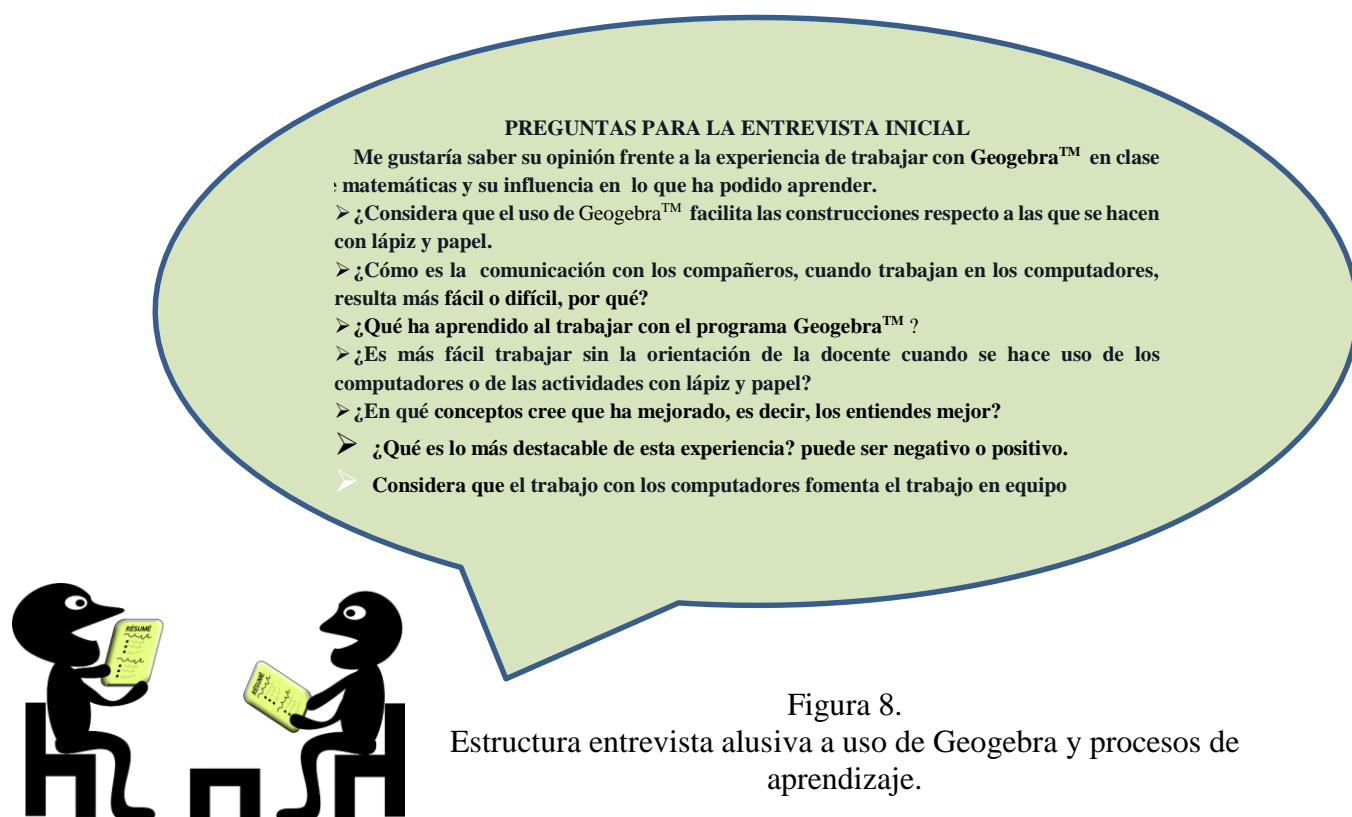 PREGUNTAS PARA LA ENTREVISTA INICIAL
Me gustaría saber su opinión frente a la experiencia de trabajar con Geogebra™ en clase
matemáticas y su influencia en lo que ha podido aprender.
➢ ¿Considera que el uso de Geogebra™ facilita las construcciones respecto a las que se hacen
con lápiz y papel.
➢ ¿Cómo es la comunicación con los compañeros, cuando trabajan en los computadores,
resulta más fácil o difícil, por qué?
➢ ¿Qué ha aprendido al trabajar con el programa Geogebra™ ?
➢ ¿Es más fácil trabajar sin la orientación de la docente cuando se hace uso de los
computadores o de las actividades con lápiz y papel?
➢ ¿En qué conceptos cree que ha mejorado, es decir, los entiendes mejor?
➢ ¿Qué es lo más destacable de esta experiencia? puede ser negativo o positivo.
➢ Considera que el trabajo con los computadores fomenta el trabajo en equipo
RÉSUMÉ
RÉSUMÉ
Figura 8.
Estructura entrevista alusiva a uso de Geogebra y procesos de
aprendizaje.